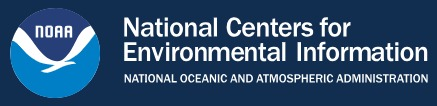 NOAA
National Centers for
Environmental Information
NATIONAL OCEANIC AND ATMOSPHERIC ADMINISTRATION